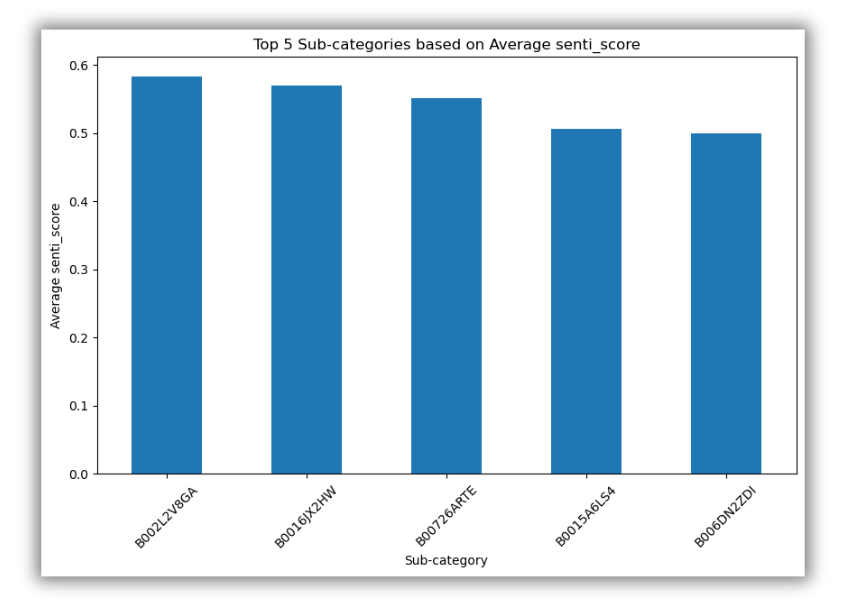 Top 5 Sub-categories based on Average senti_score
Average senti_score
0.6
0.5
0.4
0.3
0.2
0.1
0.0
B002L2V8GA
B0016JX2HW
B00726ARTE
B0015A6LS4
B006DN2ZDI
Sub-category